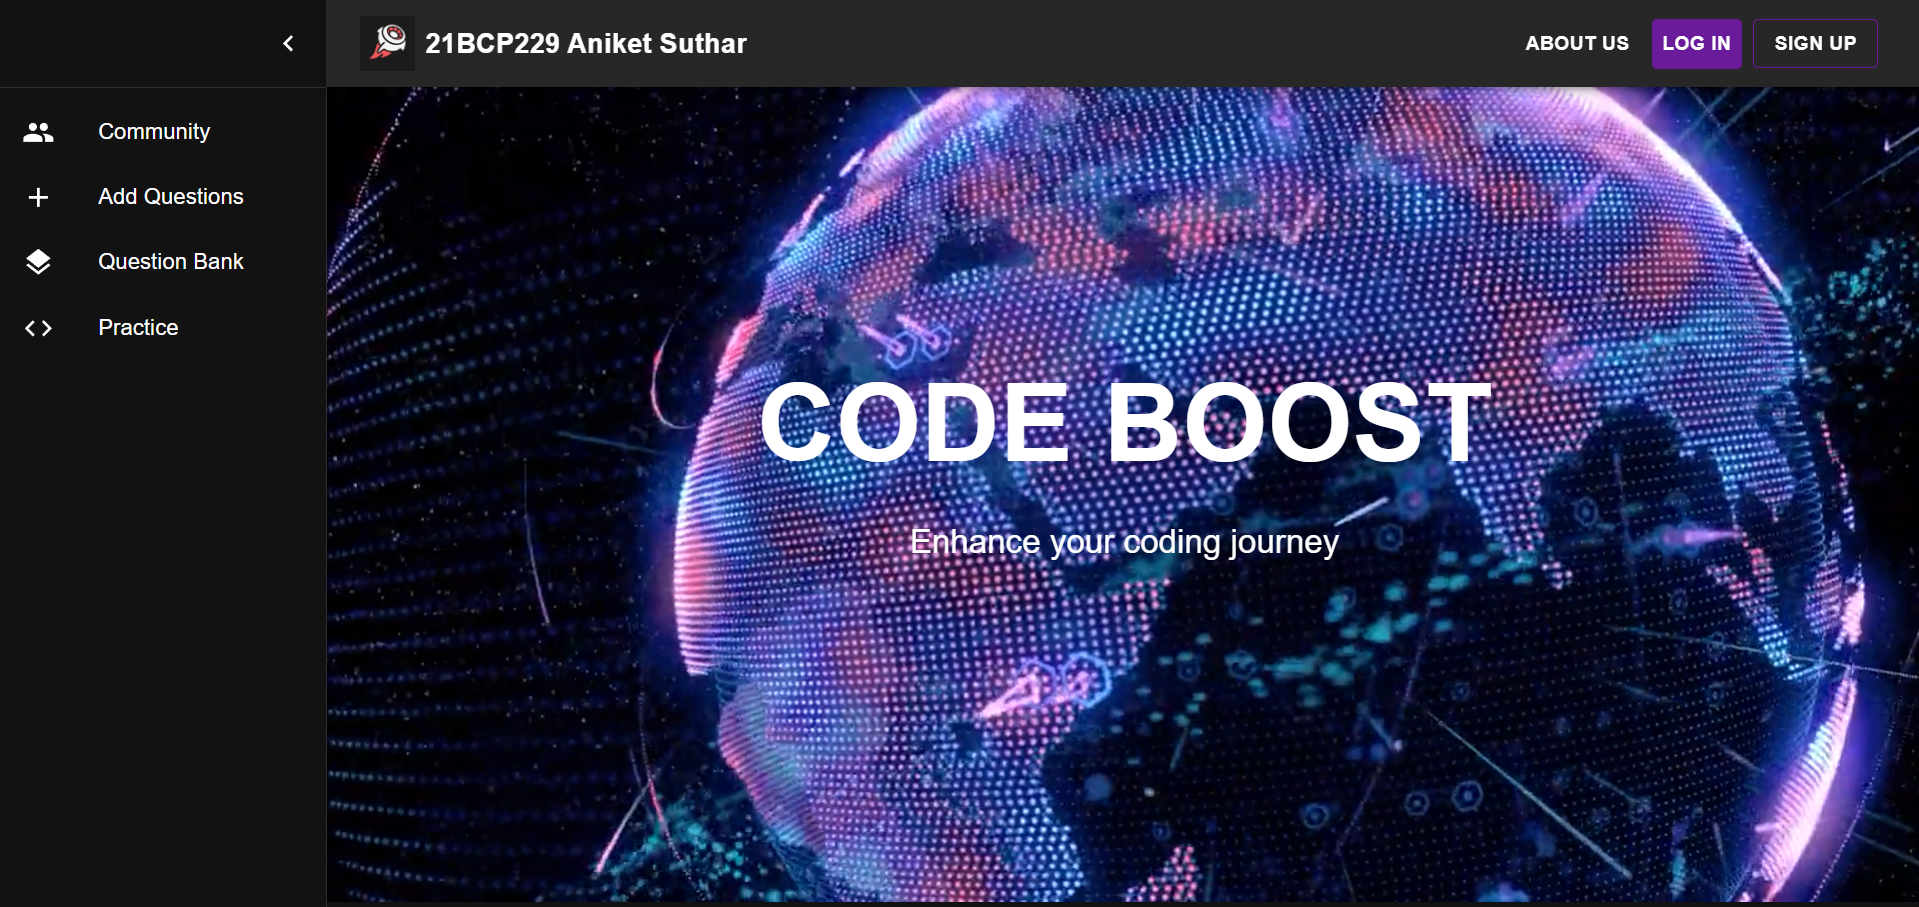 21BCP229 Aniket Suthar
ABOUT US
LOG IN
SIGN UP
Community
Add Questions
Question Bank
Practice
CODE BOOST
Enhance your coding journey